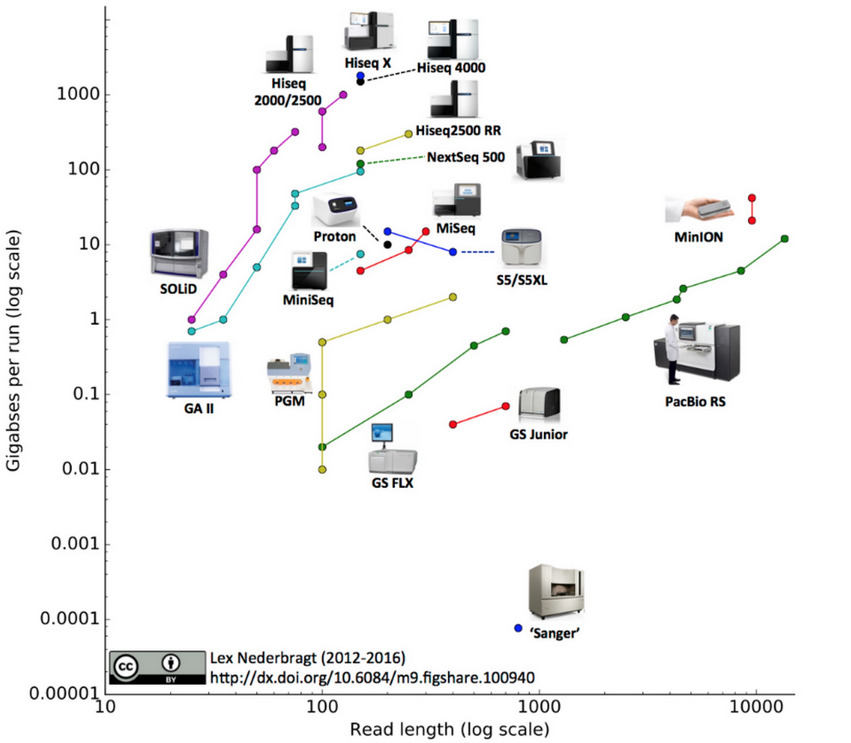 Hiseq X
Hiseq 4000
Hiseq
2000/2500
1000
Hiseq2500 RR
NextSeq 500
100
MiSeq
Proton
MinION
10
S5/S5XL
SOLiD
MiniSeq
1
Gigabses per run (log scale)
0.1
PGM
PacBio RS
GA II
GS Junior
0.01
GS FLX
0.001
0.0001
'Sanger'
cc
BY
Lex Nederbragt (2012-2016)
http://dx.doi.org/10.6084/m9.figshare.100940
0.00001
10
100
1000
10000
Read length (log scale)